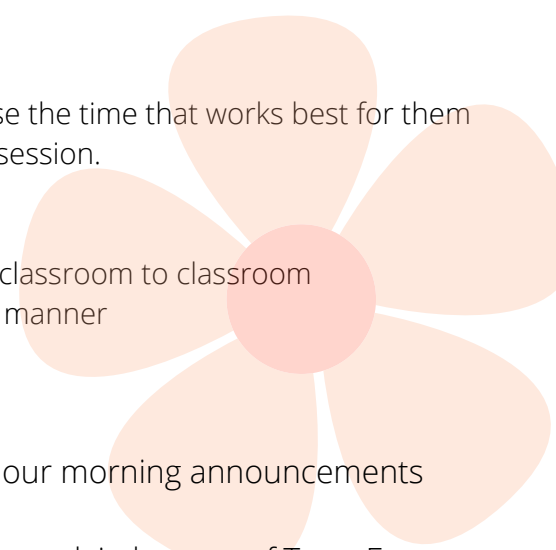 se the time that works best for them
session.
classroom to classroom
manner
our morning announcements